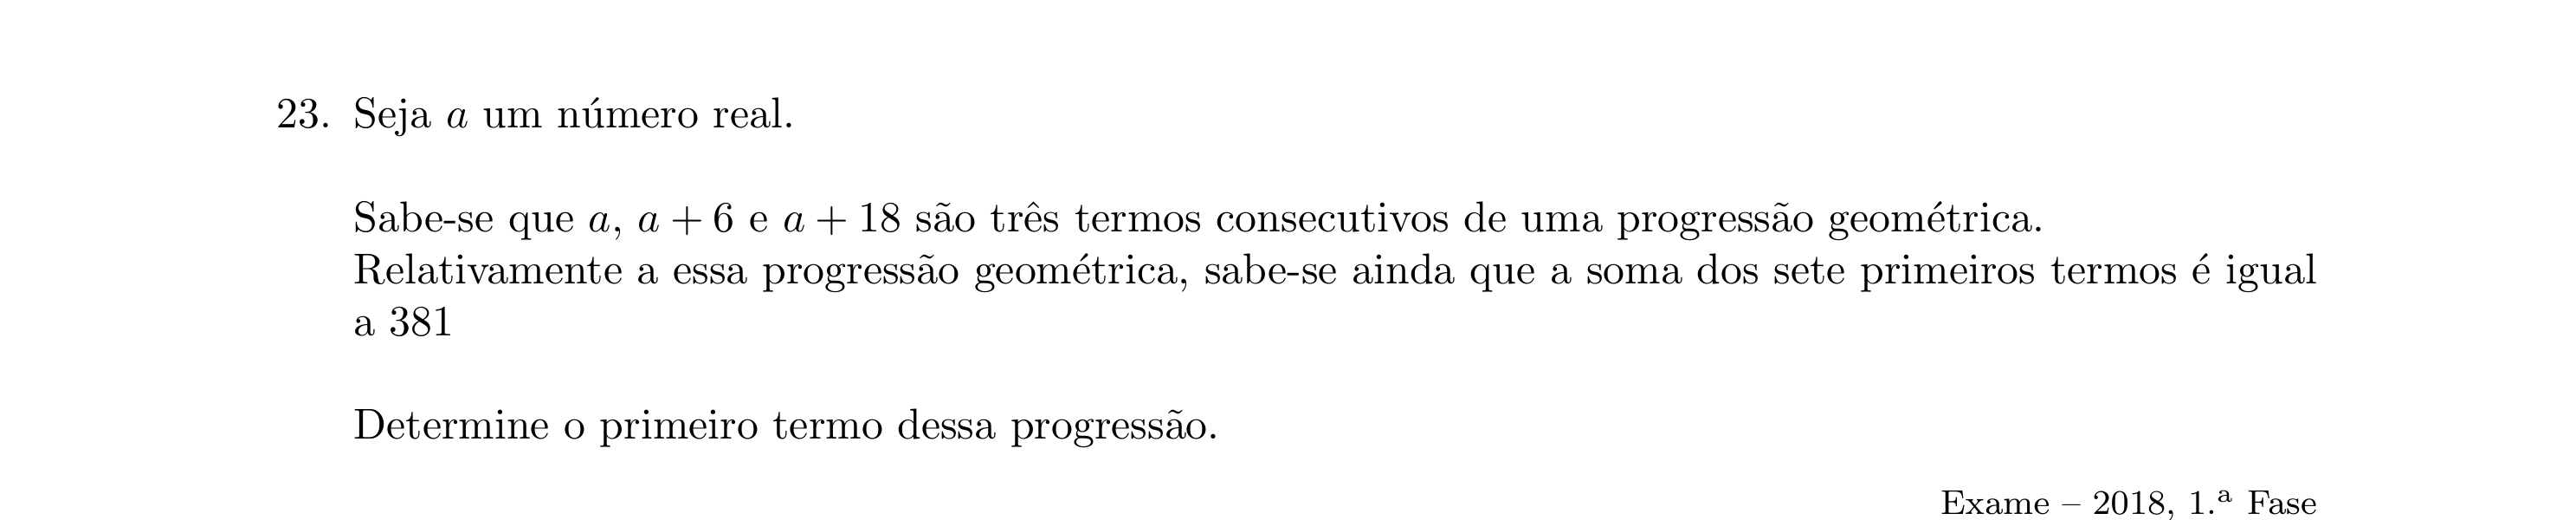 23. Seja a um número real.
Sabe-se que a, a + 6 e a + 18 são três termos consecutivos de uma progressão geométrica.
Relativamente a essa progressão geométrica, sabe-se ainda que a soma dos sete primeiros termos é igual
a 381
Determine o primeiro termo dessa progressão.
Exame – 2018, 1.ª Fase